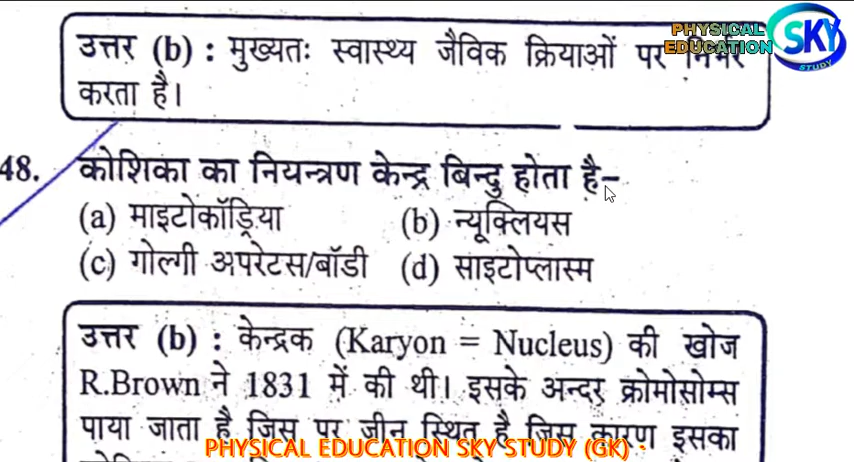 PHYSICAL
EDUCATION
SKY
STUDY
उत्तर (b) : मुख्यतः स्वास्थ्य जैविक क्रियाओं पर निर्भर
करता है।
48. कोशिका का नियन्त्रण केन्द्र बिन्दु होता है–
(a) माइटोकॉड्रिया (b) न्यूक्लियस
(c) गोल्गी अपरेटस/बॉडी (d) साइटोप्लास्म
उत्तर (b) : केन्द्रक (Karyon = Nucleus) की खोज
R.Brown ने 1831 में की थी। इसके अन्दर क्रोमोसोम्स
पाया जाता है जिस पर जीन स्थित है जिस कारण इसका
PHYSICAL EDUCATION SKY STUDY (GK)